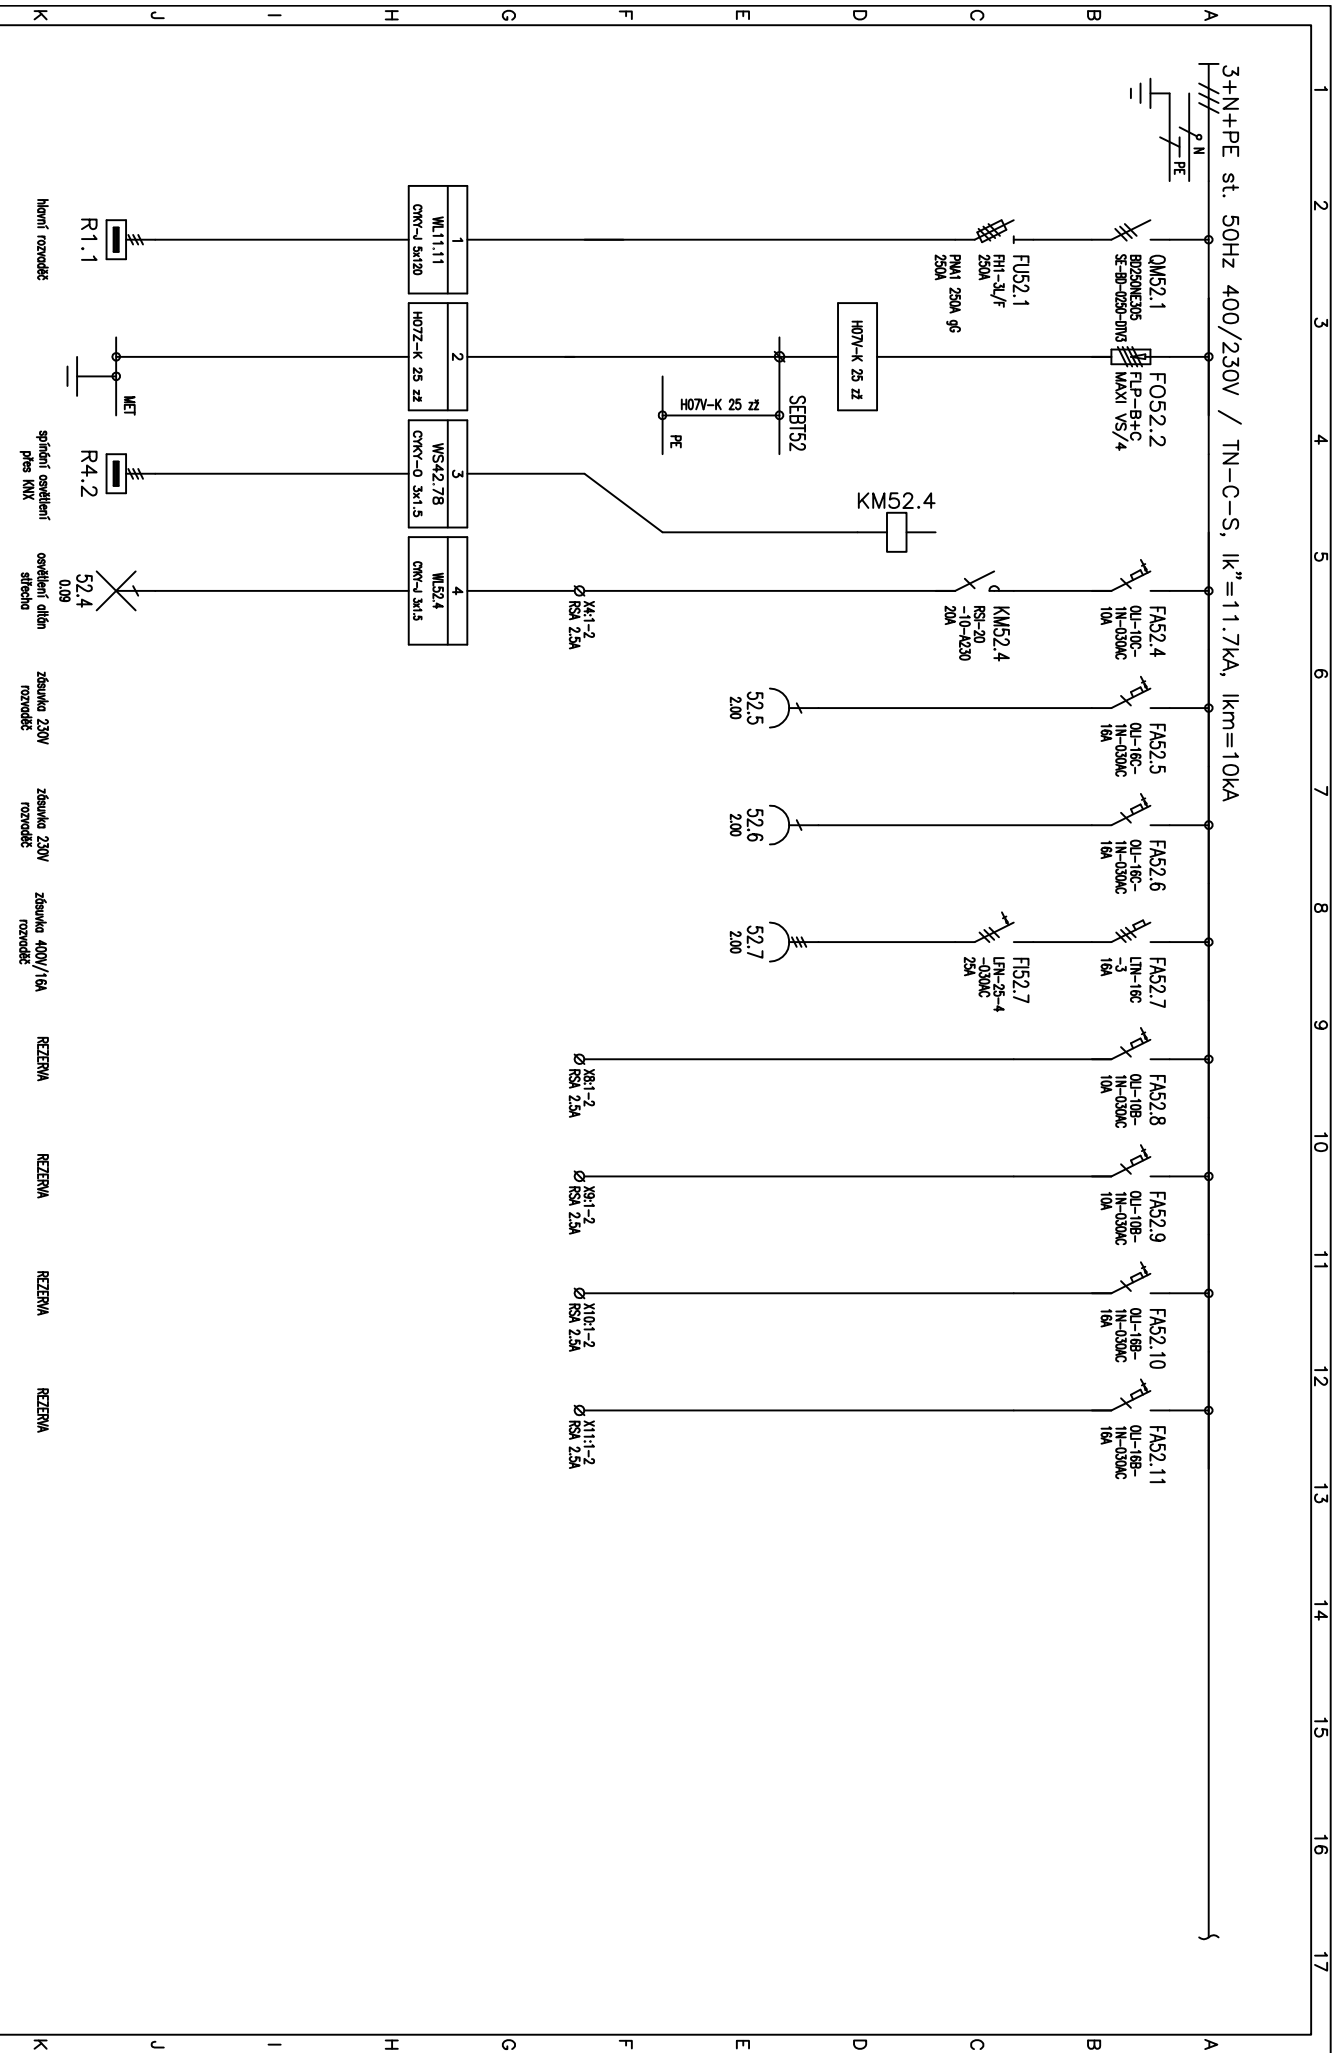 1 2 3 4 5 6 7 8 9 10 11 12 13 14 15 16 17
A B C D E F G H I J K
3+N+PE st. 50Hz 400/230V / TN-C-S, Ik"=11.7kA, Ikm=10kA
N
PE
QM52.1
BD250NE305
SE-BD-0250-DTV3
FU52.1
FH1-3L/F
250A
PNA1 250A gG
250A
1
WL11.11
CYKY-J 5x120
R1.1
hlavní rozvaděč
FO52.2
FLP-B+C
MAXI VS/4
H07V-K 25 zž
SEBT52
H07V-K 25 zž
PE
2
H07Z-K 25 zž
MET
KM52.4
3
WS42.78
CYKY-O 3x1.5
R4.2
spínání osvětlení
přes KNX
FA52.4
OLI-10C-
1N-030AC
10A
KM52.4
RSI-20
-10-A230
20A
X4:1-2
RSA 2.5A
4
WL52.4
CYKY-J 3x1.5
52.4
0.09
osvětlení altán
střecha
FA52.5
OLI-16C-
1N-030AC
16A
52.5
2.00
zásuvka 230V
rozvaděč
FA52.6
OLI-16C-
1N-030AC
16A
52.6
2.00
zásuvka 230V
rozvaděč
FA52.7
LTN-16C
-3
16A
FI52.7
LFN-25-4
-030AC
25A
52.7
2.00
zásuvka 400V/16A
rozvaděč
FA52.8
OLI-10B-
1N-030AC
10A
X8:1-2
RSA 2.5A
REZERVA
FA52.9
OLI-10B-
1N-030AC
10A
X9:1-2
RSA 2.5A
REZERVA
FA52.10
OLI-16B-
1N-030AC
16A
X10:1-2
RSA 2.5A
REZERVA
FA52.11
OLI-16B-
1N-030AC
16A
X11:1-2
RSA 2.5A
REZERVA
A B C D E F G H I J K